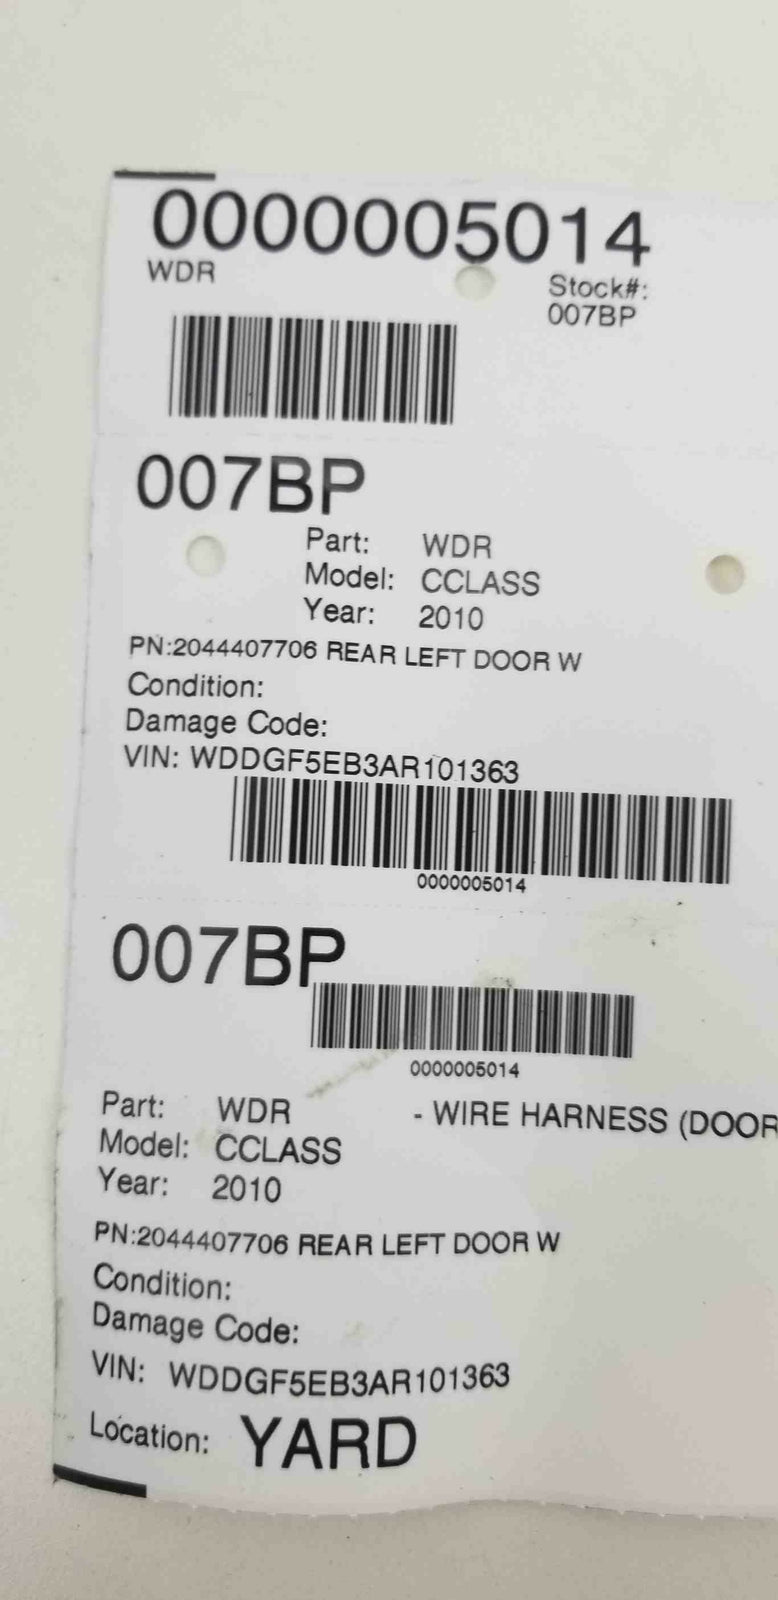 0000005014
WDR
Stock#:
007BP
007BP
Part: WDR
Model: CCLASS
Year: 2010
PN:2044407706 REAR LEFT DOOR W
Condition:
Damage Code:
VIN: WDDGF5EB3AR101363
0000005014
007BP
0000005014
Part: WDR - WIRE HARNESS (DOOR
Model: CCLASS
Year: 2010
PN:2044407706 REAR LEFT DOOR W
Condition:
Damage Code:
VIN: WDDGF5EB3AR101363
Location: YARD